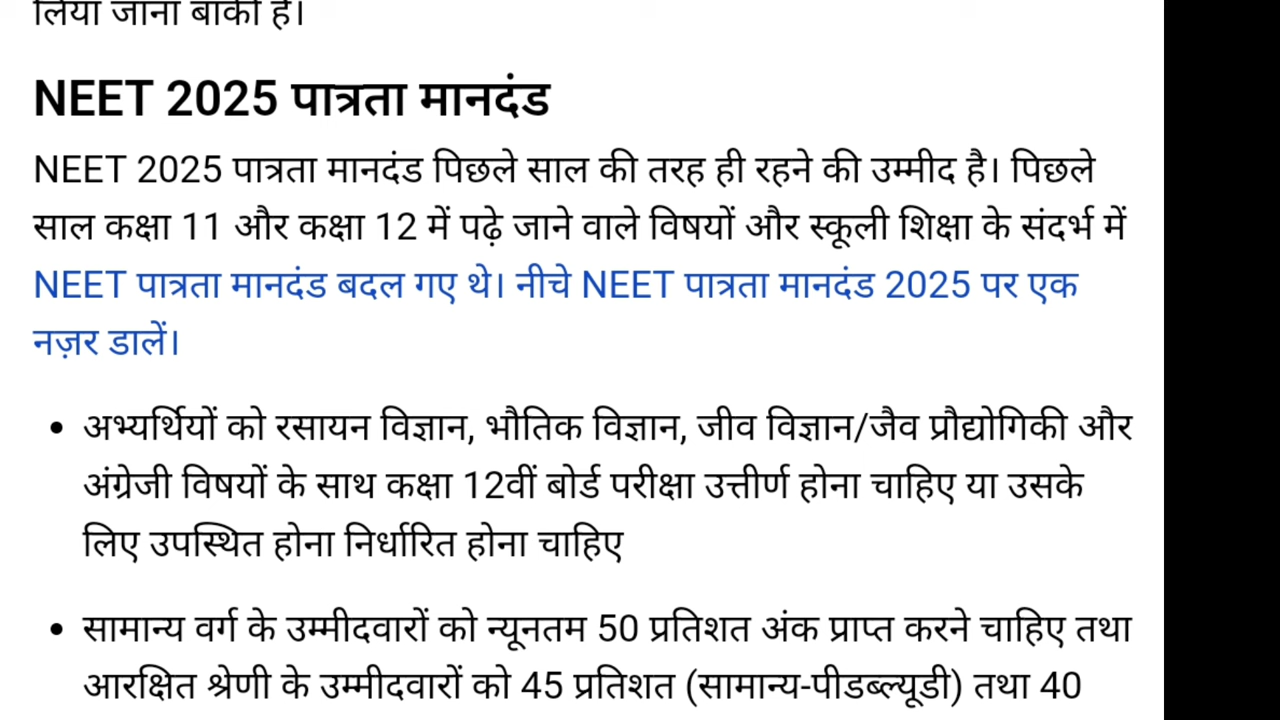 लिया जाना बाकी है।
NEET 2025 पात्रता मानदंड
NEET 2025 पात्रता मानदंड पिछले साल की तरह ही रहने की उम्मीद है। पिछले
साल कक्षा 11 और कक्षा 12 में पढ़े जाने वाले विषयों और स्कूली शिक्षा के संदर्भ में
NEET पात्रता मानदंड बदल गए थे। नीचे NEET पात्रता मानदंड 2025 पर एक
नज़र डालें।
• अभ्यर्थियों को रसायन विज्ञान, भौतिक विज्ञान, जीव विज्ञान/जैव प्रौद्योगिकी और
अंग्रेजी विषयों के साथ कक्षा 12वीं बोर्ड परीक्षा उत्तीर्ण होना चाहिए या उसके
लिए उपस्थित होना निर्धारित होना चाहिए
• सामान्य वर्ग के उम्मीदवारों को न्यूनतम 50 प्रतिशत अंक प्राप्त करने चाहिए तथा
आरक्षित श्रेणी के उम्मीदवारों को 45 प्रतिशत (सामान्य-पीडब्ल्यूडी) तथा 40